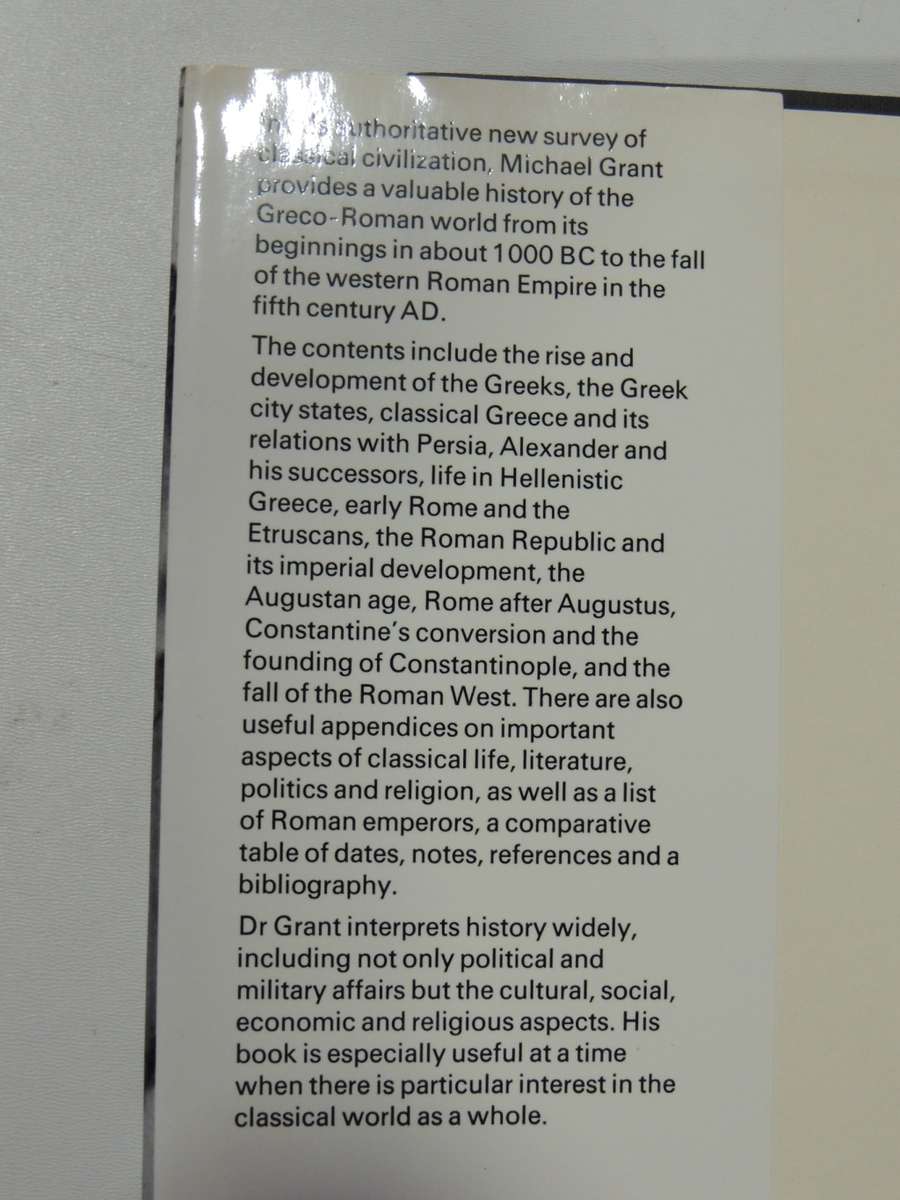 In this authoritative new survey of
classical civilization, Michael Grant
provides a valuable history of the
Greco-Roman world from its
beginnings in about 1000 BC to the fall
of the western Roman Empire in the
fifth century AD.
The contents include the rise and
development of the Greeks, the Greek
city states, classical Greece and its
relations with Persia, Alexander and
his successors, life in Hellenistic
Greece, early Rome and the
Etruscans, the Roman Republic and
its imperial development, the
Augustan age, Rome after Augustus,
Constantine's conversion and the
founding of Constantinople, and the
fall of the Roman West. There are also
useful appendices on important
aspects of classical life, literature,
politics and religion, as well as a list
of Roman emperors, a comparative
table of dates, notes, references and a
bibliography.
Dr Grant interprets history widely,
including not only political and
military affairs but the cultural, social,
economic and religious aspects. His
book is especially useful at a time
when there is particular interest in the
classical world as a whole.